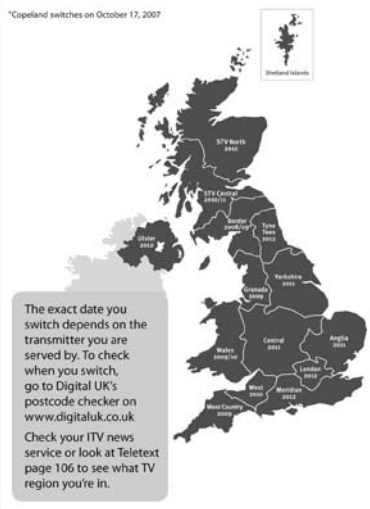 *Copeland switches on October 17, 2007
Shetland Islands
STV North
2010
STV Central
2010/11
Border
2008/09
Tyne
Tees
2012
Ulster
2012
Yorkshire
2011
Granada
2009
Central
2011
Anglia
2011
Wales
2009/10
London
2012
West
2010
Meridian
2012
West Country
2009
The exact date you
switch depends on the
transmitter you are
served by. To check
when you switch,
go to Digital UK's
postcode checker on
www.digitaluk.co.uk
Check your ITV news
service or look at Teletext
page 106 to see what TV
region you're in.